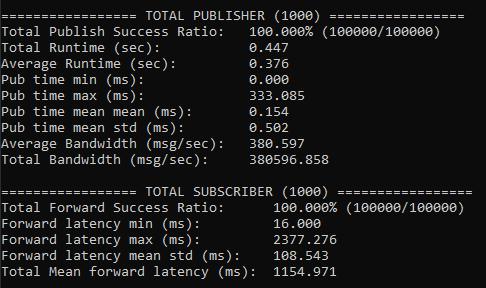 ================= TOTAL PUBLISHER (1000) =================
Total Publish Success Ratio:   100.000% (100000/100000)
Total Runtime (sec):           0.447
Average Runtime (sec):         0.376
Pub time min (ms):             0.000
Pub time max (ms):             333.085
Pub time mean mean (ms):       0.154
Pub time mean std (ms):        0.502
Average Bandwidth (msg/sec):   380.597
Total Bandwidth (msg/sec):     380596.858
================= TOTAL SUBSCRIBER (1000) =================
Total Forward Success Ratio:      100.000% (100000/100000)
Forward latency min (ms):         16.000
Forward latency max (ms):         2377.276
Forward latency mean std (ms):    108.543
Total Mean forward latency (ms):  1154.971